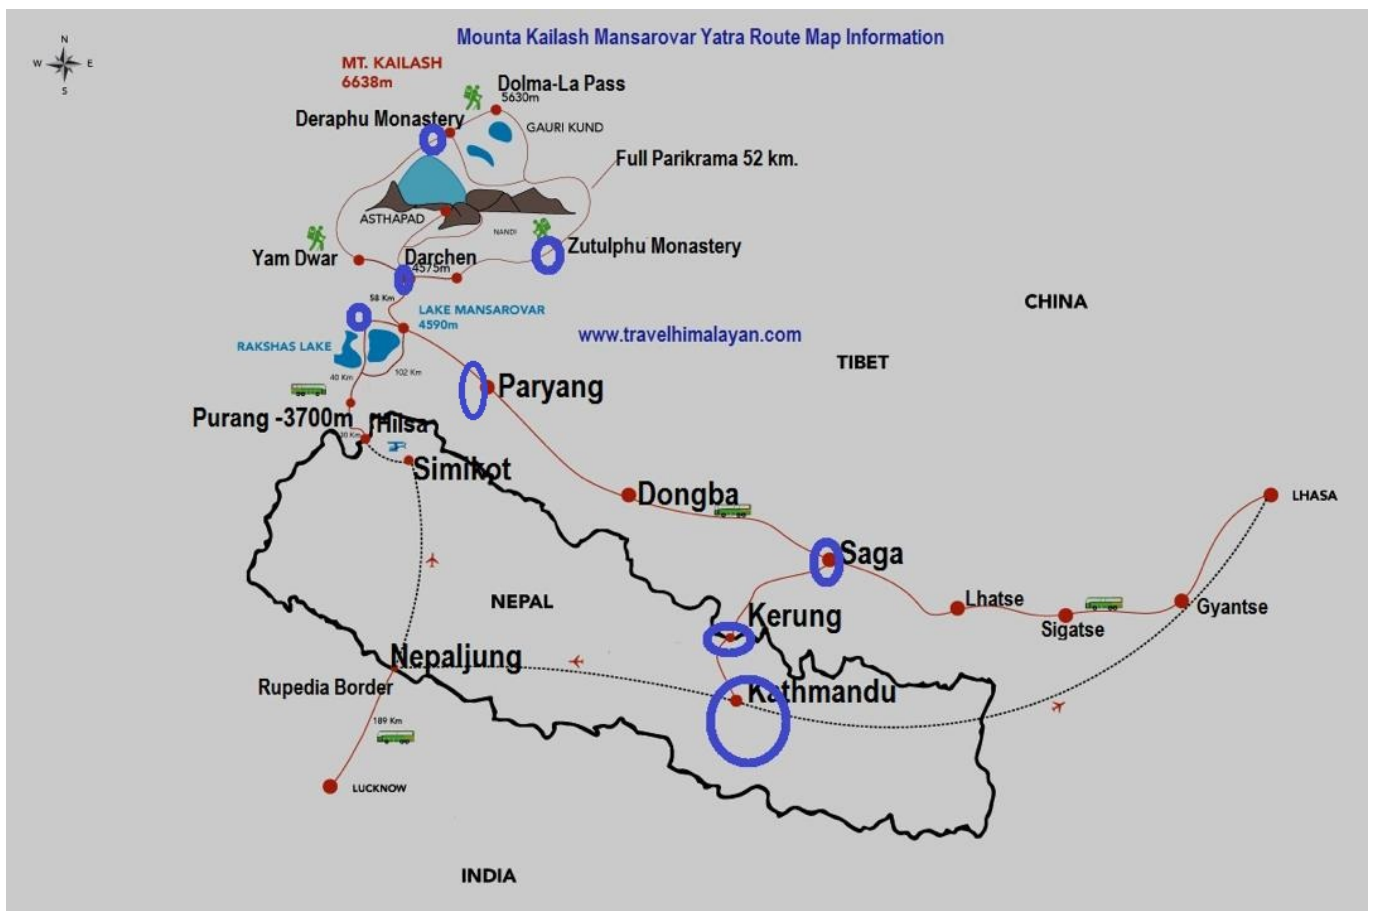 Mounta Kailash Mansarovar Yatra Route Map Information
N
W
E
S
MT. KAILASH
6638m
Dolma-La Pass
5630m
Deraphu Monastery
GAURI KUND
Full Parikrama 52 km.
ASTHAPAD
NANDI
Zutulphu Monastery
Yam Dwar
Darchen
4575m
58 Km
LAKE MANSAROVAR
4590m
CHINA
www.travelhimalayan.com
RAKSHAS LAKE
TIBET
40 Km
102 Km
Paryang
Purang -3700m
Hilsa
30 Km
Simikot
Dongba
LHASA
Saga
NEPAL
Lhatse
Gyantse
Kerung
Sigatse
Nepaljung
Rupedia Border
Kathmandu
189 Km
LUCKNOW
INDIA